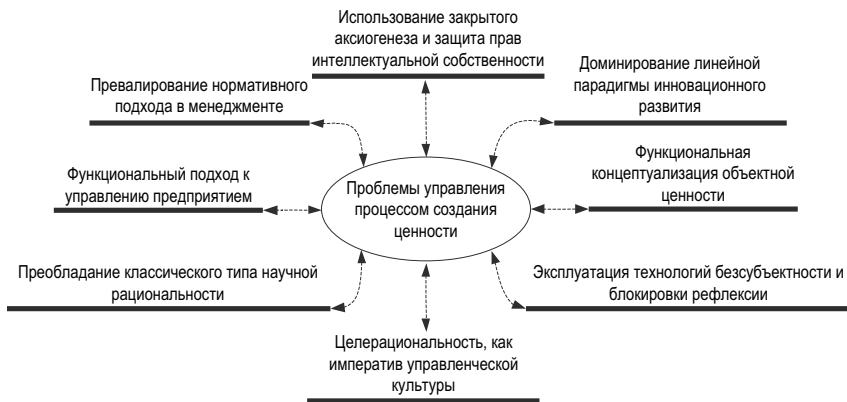 Использование закрытого
аксиогенеза и защита прав
интеллектуальной собственности
Превалирование нормативного
подхода в менеджменте
Доминирование линейной
парадигмы инновационного
развития
Функциональный подход к
управлению предприятием
Проблемы управления
процессом создания
ценности
Функциональная
концептуализация объектной
ценности
Преобладание классического типа научной
рациональности
Эксплуатация технологий безсубъектности и
блокировки рефлексии
Целерациональность, как
императив управленческой
культуры